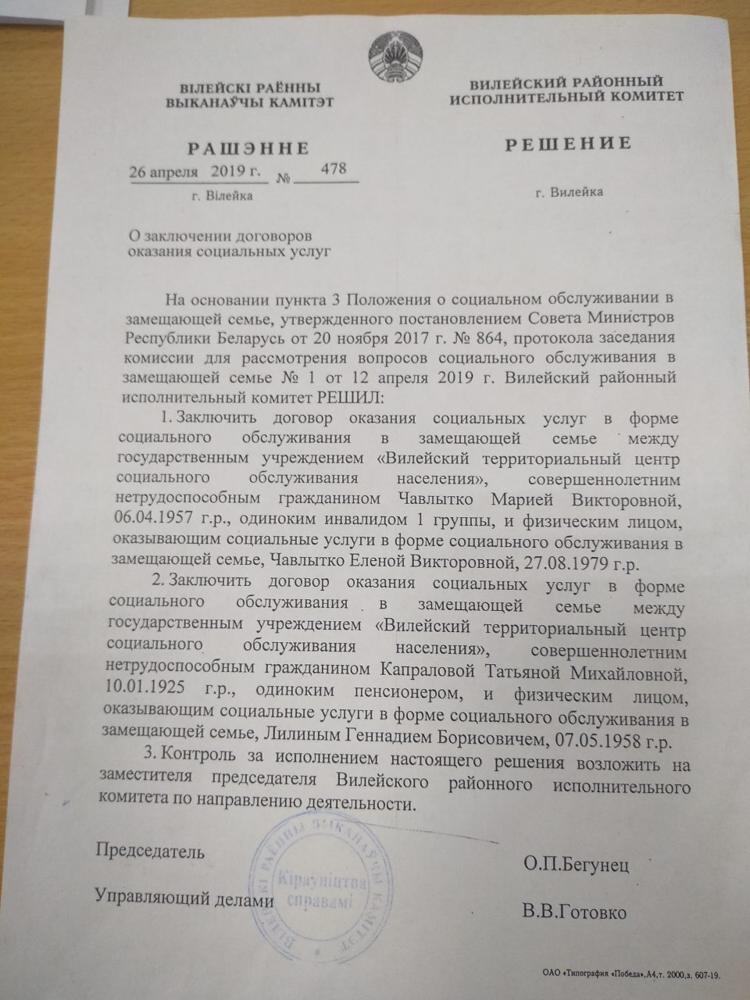 ВІЛЕЙСКІ РАЁННЫ
ВЫКАНАЎЧЫ КАМІТЭТ
РАШЭННЕ
26 апреля 2019 г. № 478
г. Вілейка
ВИЛЕЙСКИЙ РАЙОННЫЙ
ИСПОЛНИТЕЛЬНЫЙ КОМИТЕТ
РЕШЕНИЕ
г. Вилейка
О заключении договоров
оказания социальных услуг
На основании пункта 3 Положения о социальном обслуживании в
замещающей семье, утвержденного постановлением Совета Министров
Республики Беларусь от 20 ноября 2017 г. № 864, протокола заседания
комиссии для рассмотрения вопросов социального обслуживания в
замещающей семье № 1 от 12 апреля 2019 г. Вилейский районный
исполнительный комитет РЕШИЛ:
1. Заключить договор оказания социальных услуг в форме
социального обслуживания в замещающей семье между
государственным учреждением «Вилейский территориальный центр
социального обслуживания населения», совершеннолетним
нетрудоспособным гражданином Чавлытко Марией Викторовной,
06.04.1957 г.р., одиноким инвалидом 1 группы, и физическим лицом,
оказывающим социальные услуги в форме социального обслуживания в
замещающей семье, Чавлытко Еленой Викторовной, 27.08.1979 г.р.
2. Заключить договор оказания социальных услуг в форме
социального обслуживания в замещающей семье между
государственным учреждением «Вилейский территориальный центр
социального обслуживания населения», совершеннолетним
нетрудоспособным гражданином Капраловой Татьяной Михайловной,
10.01.1925 г.р., одиноким пенсионером, и физическим лицом,
оказывающим социальные услуги в форме социального обслуживания в
замещающей семье, Лилиным Геннадием Борисовичем, 07.05.1958 г.р.
3. Контроль за исполнением настоящего решения возложить на
заместителя председателя Вилейского районного исполнительного
комитета по направлению деятельности.
Председатель О.П.Бегунец
Управляющий делами В.В.Готовко
ВІЛЕЙСКІ РАЁННЫ ВЫКАНАЎЧЫ КАМІТЭТ
Кіраўніцтва
справамі
ОАО «Типография «Победа», А4, т. 2000, з. 607-19.